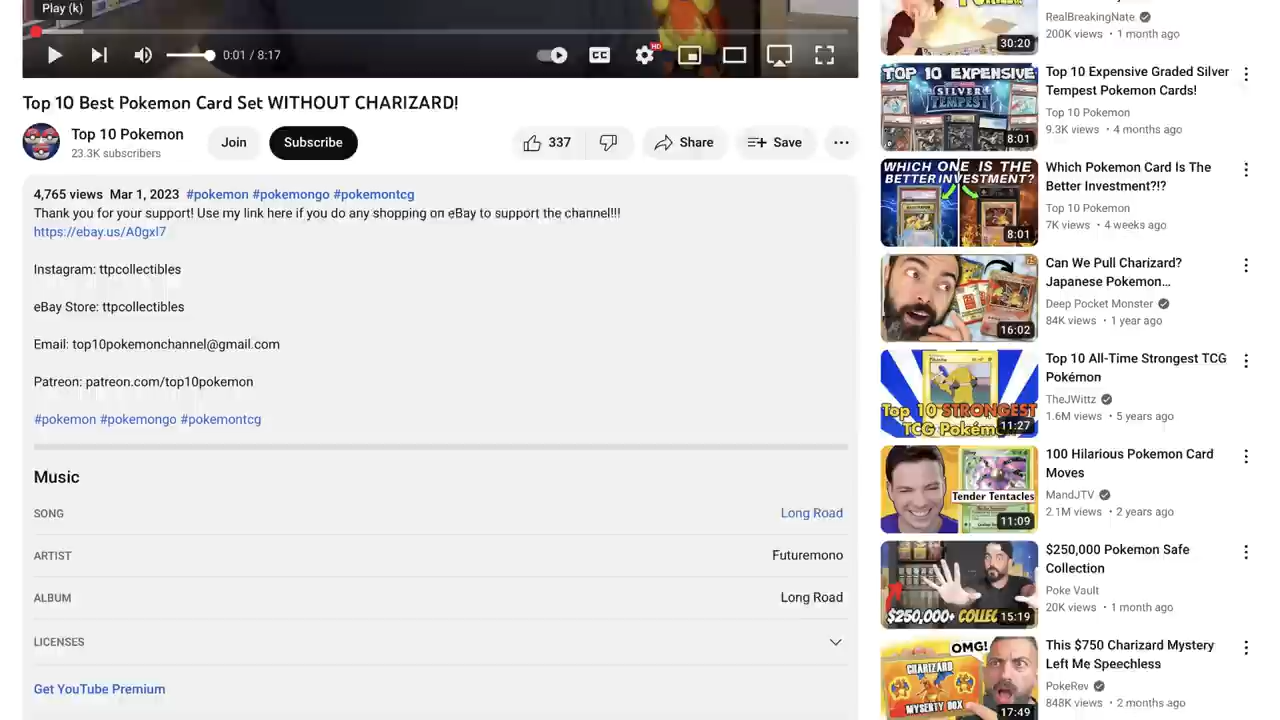 Play (k)
0:01 / 8:17
CC
HD
Top 10 Best Pokemon Card Set WITHOUT CHARIZARD!
Top 10 Pokemon
23.3K subscribers
Join
Subscribe
337
Share
Save
4,765 views Mar 1, 2023 #pokemon #pokemongo #pokemontcg
Thank you for your support! Use my link here if you do any shopping on eBay to support the channel!!!
https://ebay.us/A0gxl7
Instagram: ttpcollectibles
eBay Store: ttpcollectibles
Email: top10pokemonchannel@gmail.com
Patreon: patreon.com/top10pokemon
#pokemon #pokemongo #pokemontcg
Music
SONG
Long Road
ARTIST
Futuremono
ALBUM
Long Road
LICENSES
Get YouTube Premium
30:20
RealBreakingNate
200K views • 1 month ago
TOP 10 EXPENSIVE
SILVER
TEMPEST
8:01
Top 10 Expensive Graded Silver
Tempest Pokemon Cards!
Top 10 Pokemon
9.3K views • 4 months ago
WHICH ONE IS THE
BETTER INVESTMENT?
8:01
Which Pokemon Card Is The
Better Investment?!?
Top 10 Pokemon
7K views • 4 weeks ago
16:02
Can We Pull Charizard?
Japanese Pokemon...
Deep Pocket Monster
84K views • 1 year ago
Top 10 STRONGEST
TCG Pokémon
11:27
Top 10 All-Time Strongest TCG
Pokémon
TheJWittz
1.6M views • 5 years ago
Tender Tentacles
11:09
100 Hilarious Pokemon Card
Moves
MandJTV
2.1M views • 2 years ago
$250,000+ COLLEC
15:19
$250,000 Pokemon Safe
Collection
Poke Vault
20K views • 1 month ago
OMG!
CHARIZARD
MYSERTY BOX
17:49
This $750 Charizard Mystery
Left Me Speechless
PokeRev
848K views • 2 months ago